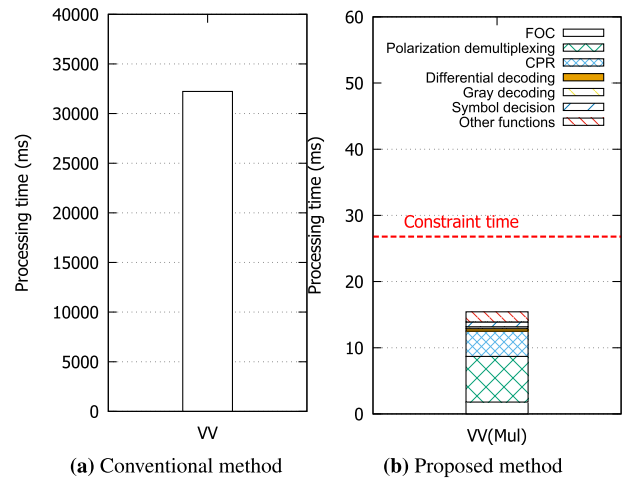 40000
35000
30000
25000
20000
15000
10000
5000
0
Processing time (ms)
VV
(a) Conventional method
60
50
40
30
20
10
0
Processing time (ms)
FOC
Polarization demultiplexing
CPR
Differential decoding
Gray decoding
Symbol decision
Other functions
Constraint time
VV(Mul)
(b) Proposed method